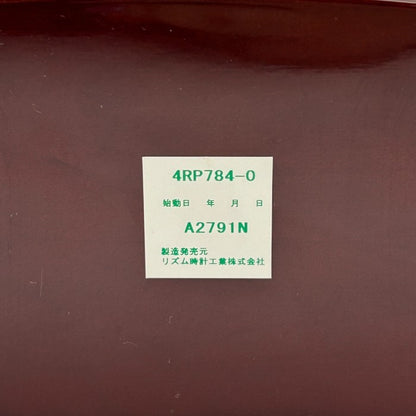 4RP784-0
始動日 年 月 日
A2791N
製造発売元
リズム時計工業株式会社